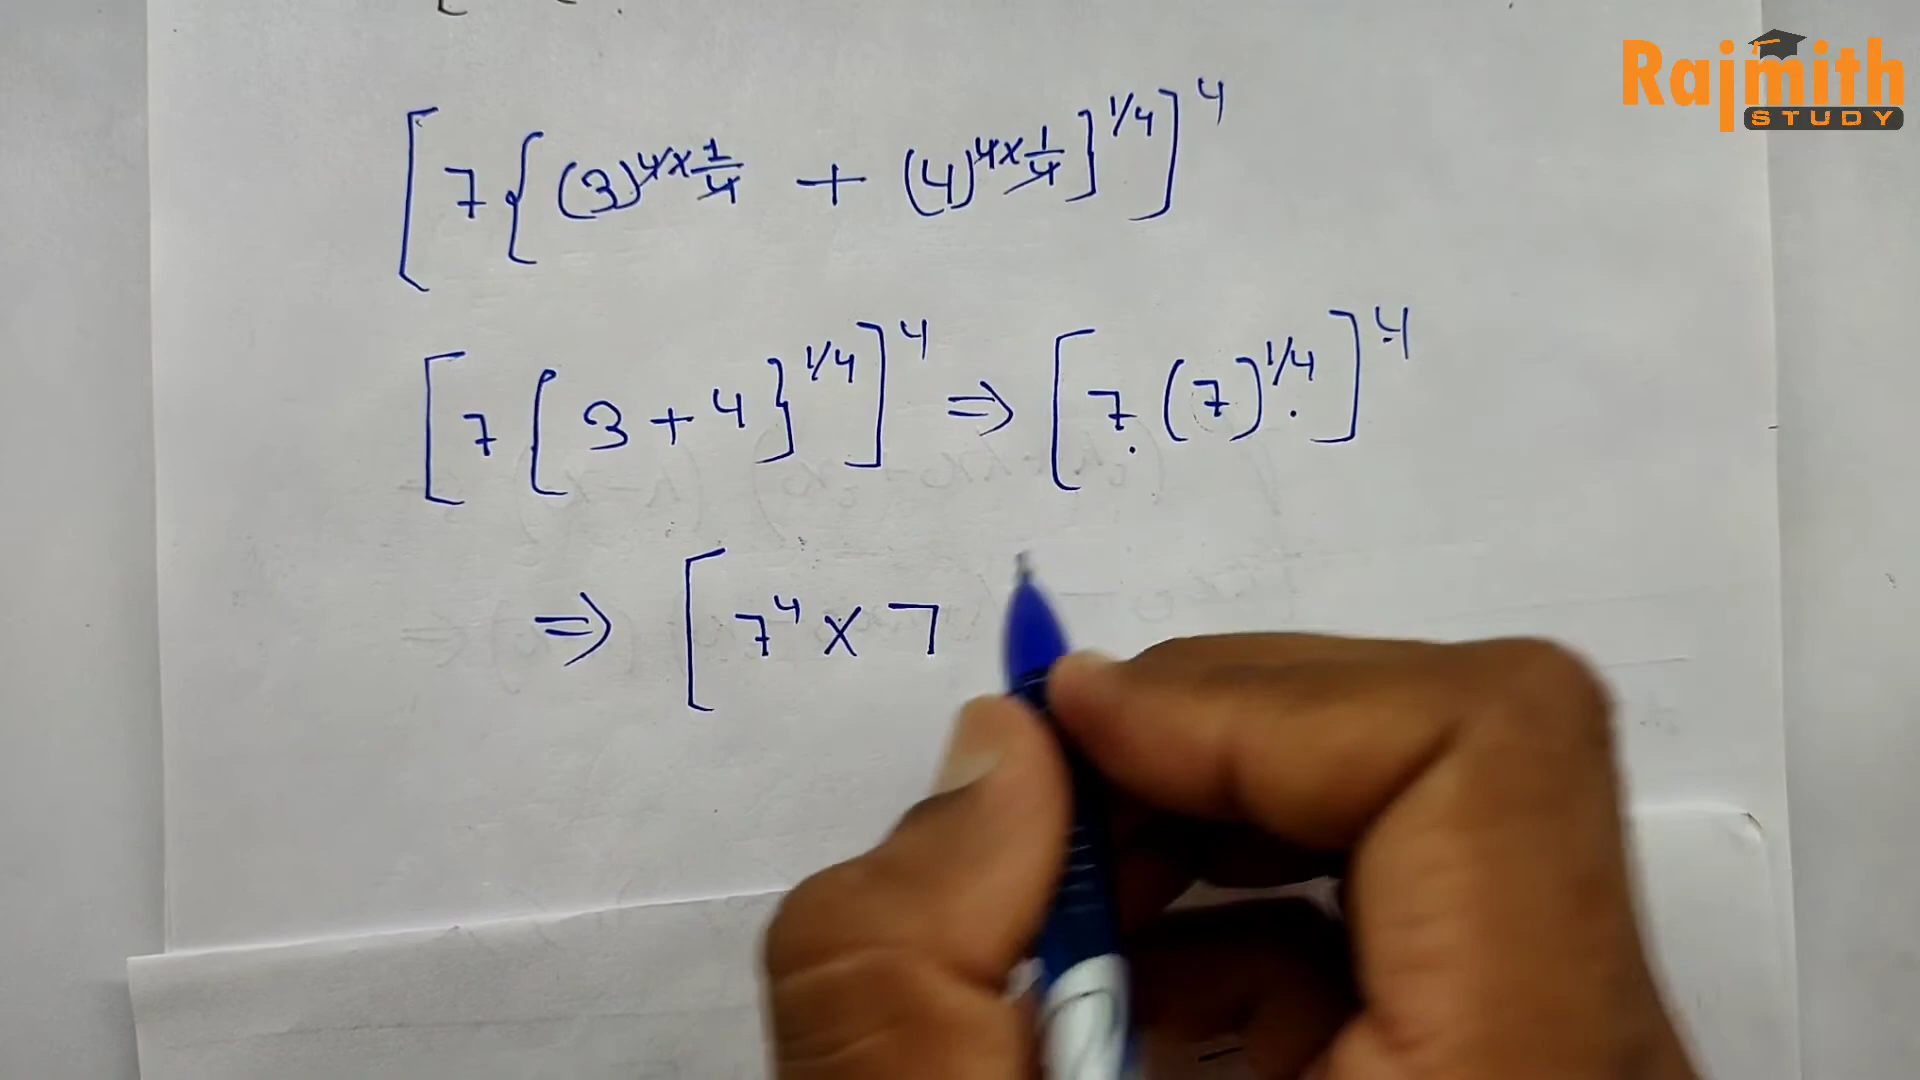 Rajmith
STUDY
[7{(3)^{4×1/4} + (4)^{4×1/4}]^{1/4}]^4
[7{3+4}^{1/4}]^4 ⇒ [7.(7)^{1/4}]^4
⇒ [7^4 × 7